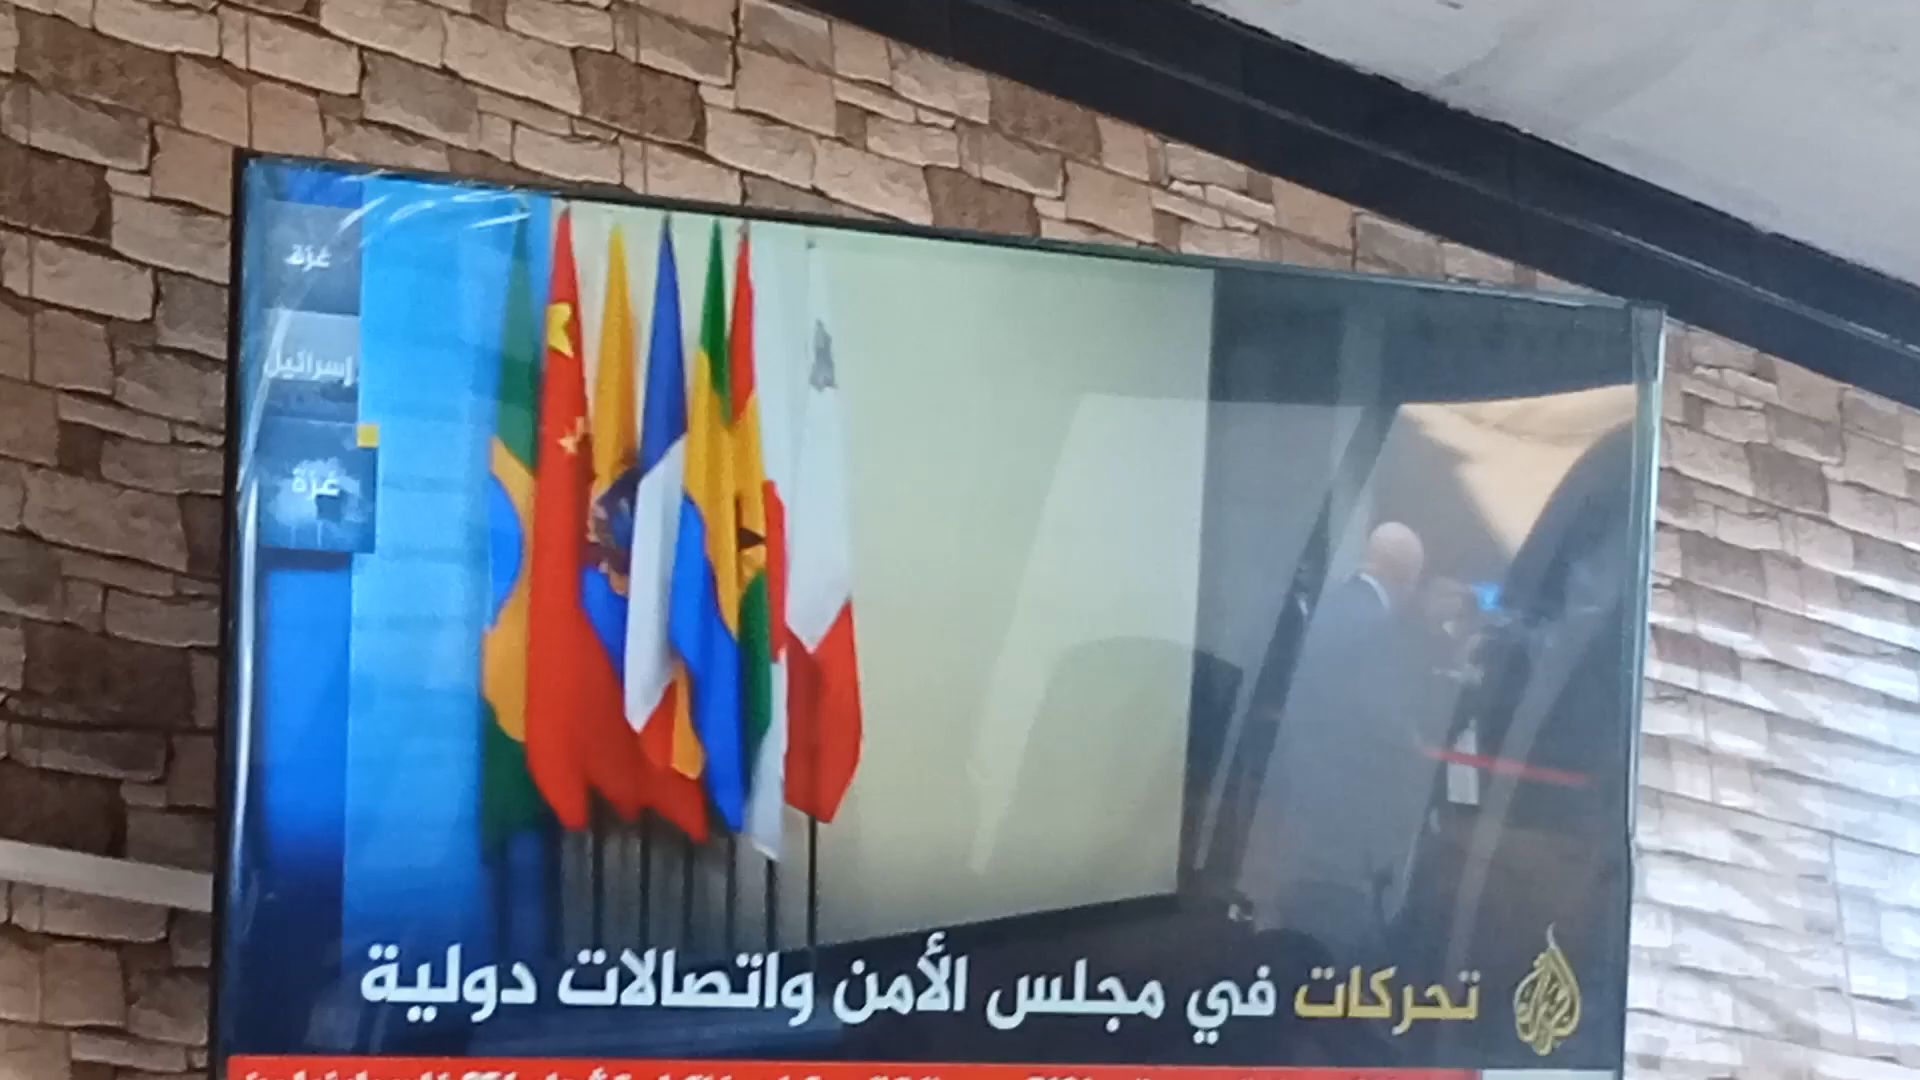 غزة
إسرائيل
غزة
تحركات في مجلس الأمن واتصالات دولية